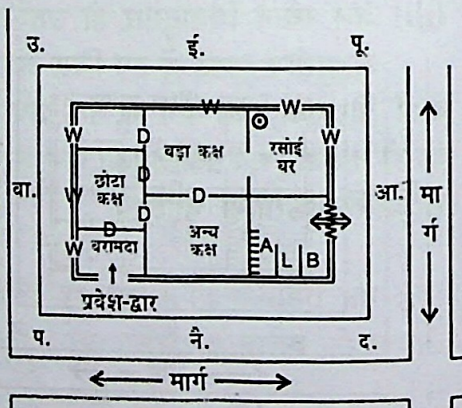 उ. ई. पू.
W W
W D बड़ा कक्ष रसोई घर W
D
वा. W छोटा कक्ष D D आ. मार्ग
D अन्य कक्ष
W बरामदा A L B
प्रवेश-द्वार
प. नै. द.
मार्ग